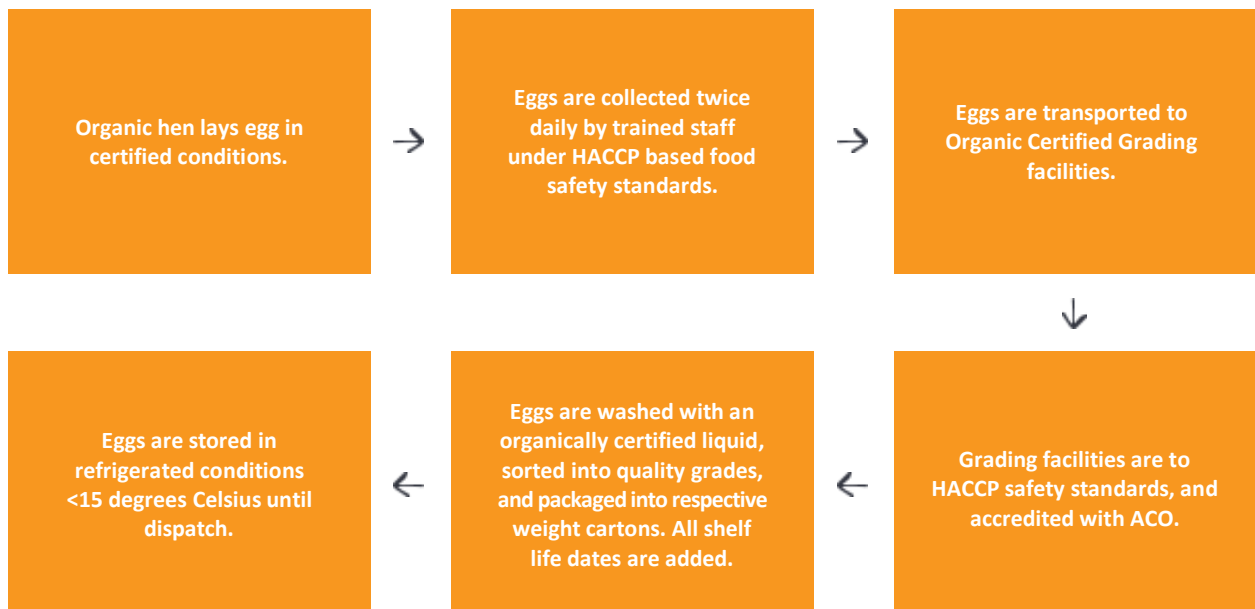 Organic hen lays egg in
certified conditions.
Eggs are collected twice
daily by trained staff
under HACCP based food
safety standards.
Eggs are transported to
Organic Certified Grading
facilities.
Grading facilities are to
HACCP safety standards, and
accredited with ACO.
Eggs are washed with an
organically certified liquid,
sorted into quality grades,
and packaged into respective
weight cartons. All shelf
life dates are added.
Eggs are stored in
refrigerated conditions
<15 degrees Celsius until
dispatch.